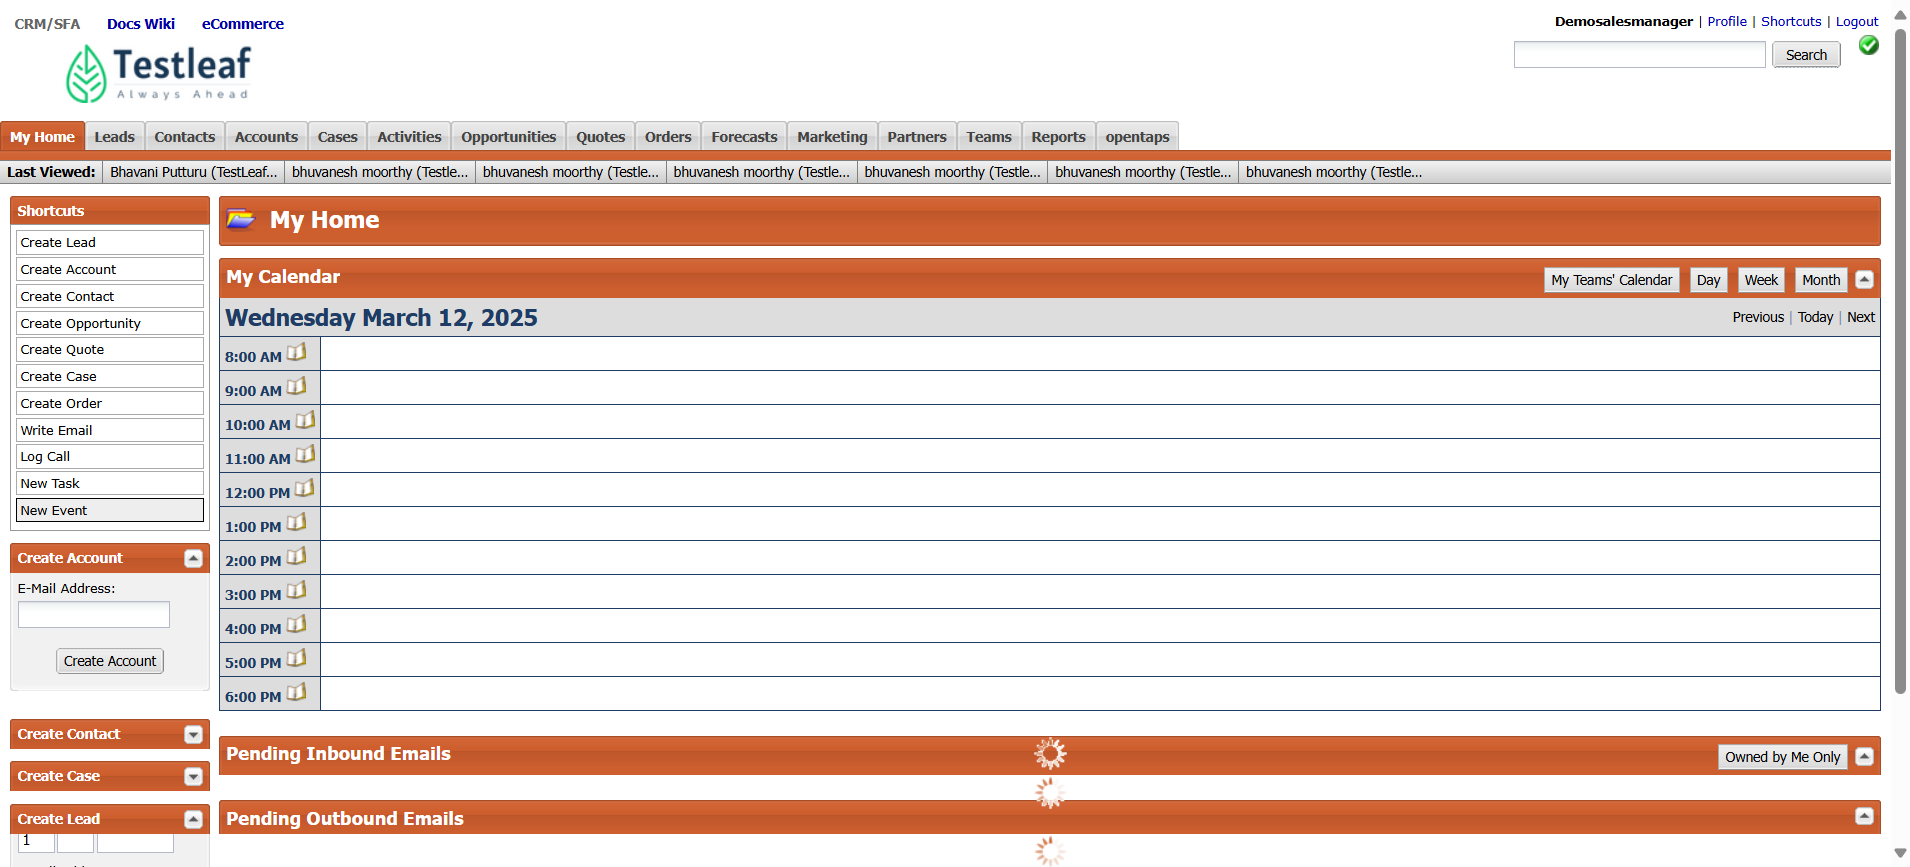 CRM/SFA Docs Wiki eCommerce
Demosalesmanager | Profile | Shortcuts | Logout
Testleaf
Always Ahead
Search
My Home Leads Contacts Accounts Cases Activities Opportunities Quotes Orders Forecasts Marketing Partners Teams Reports opentaps
Last Viewed: Bhavani Putturu (TestLeaf... bhuvanesh moorthy (Testle... bhuvanesh moorthy (Testle... bhuvanesh moorthy (Testle... bhuvanesh moorthy (Testle... bhuvanesh moorthy (Testle... bhuvanesh moorthy (Testle...
Shortcuts
Create Lead
Create Account
Create Contact
Create Opportunity
Create Quote
Create Case
Create Order
Write Email
Log Call
New Task
New Event
Create Account
E-Mail Address:
Create Account
Create Contact
Create Case
Create Lead
1
My Home
My Calendar
My Teams' Calendar Day Week Month
Wednesday March 12, 2025
Previous | Today | Next
8:00 AM
9:00 AM
10:00 AM
11:00 AM
12:00 PM
1:00 PM
2:00 PM
3:00 PM
4:00 PM
5:00 PM
6:00 PM
Pending Inbound Emails
Owned by Me Only
Pending Outbound Emails